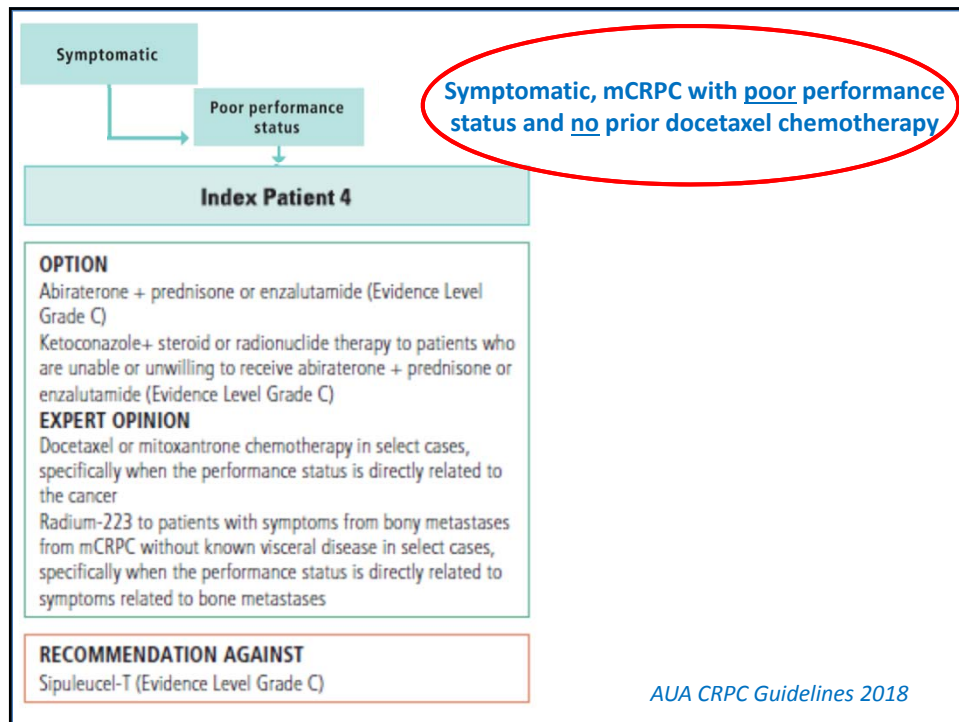 Symptomatic
Poor performance
status
Symptomatic, mCRPC with poor performance
status and no prior docetaxel chemotherapy
Index Patient 4
OPTION
Abiraterone + prednisone or enzalutamide (Evidence Level
Grade C)
Ketoconazole+ steroid or radionuclide therapy to patients who
are unable or unwilling to receive abiraterone + prednisone or
enzalutamide (Evidence Level Grade C)
EXPERT OPINION
Docetaxel or mitoxantrone chemotherapy in select cases,
specifically when the performance status is directly related to
the cancer
Radium-223 to patients with symptoms from bony metastases
from mCRPC without known visceral disease in select cases,
specifically when the performance status is directly related to
symptoms related to bone metastases
RECOMMENDATION AGAINST
Sipuleucel-T (Evidence Level Grade C)
AUA CRPC Guidelines 2018